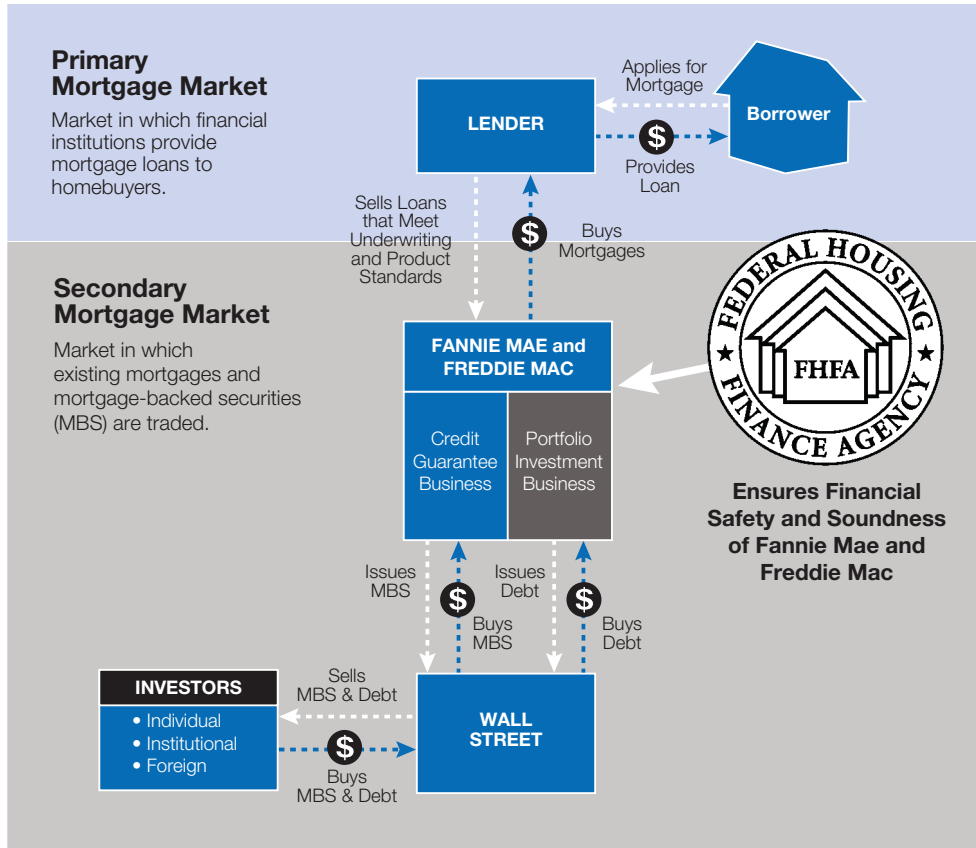 Primary
Mortgage Market
Market in which financial
institutions provide
mortgage loans to
homebuyers.
LENDER
Applies for
Mortgage
Borrower
$
Provides
Loan
Sells Loans
that Meet
Underwriting
and Product
Standards
$
Buys
Mortgages
Secondary
Mortgage Market
Market in which
existing mortgages and
mortgage-backed securities
(MBS) are traded.
FANNIE MAE and
FREDDIE MAC
Credit
Guarantee
Business
Portfolio
Investment
Business
FEDERAL HOUSING
FINANCE AGENCY
FHFA
Ensures Financial
Safety and Soundness
of Fannie Mae and
Freddie Mac
Issues
MBS
$
Buys
MBS
Issues
Debt
$
Buys
Debt
INVESTORS
• Individual
• Institutional
• Foreign
Sells
MBS & Debt
$
Buys
MBS & Debt
WALL
STREET